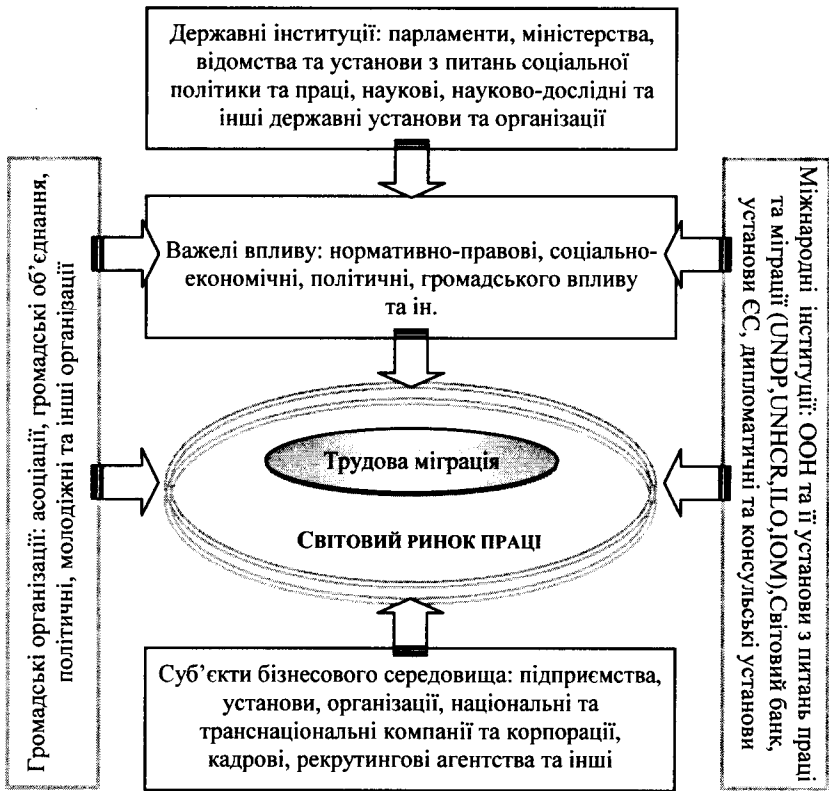 Державні інституції: парламенти, міністерства,
відомства та установи з питань соціальної
політики та праці, наукові, науково-дослідні та
інші державні установи та організації
Громадські організації: асоціації, громадські об’єднання,
політичні, молодіжні та інші організації
Важелі впливу: нормативно-правові, соціально-
економічні, політичні, громадського впливу
та ін.
Міжнародні інституції: ООН та її установи з питань праці
та міграції (UNDP,UNHCR,ILO,IOM),Світовий банк,
установи ЄС, дипломатичні та консульські установи
Трудова міграція
СВІТОВИЙ РИНОК ПРАЦІ
Суб’єкти бізнесового середовища: підприємства,
установи, організації, національні та
транснаціональні компанії та корпорації,
кадрові, рекрутингові агентства та інші